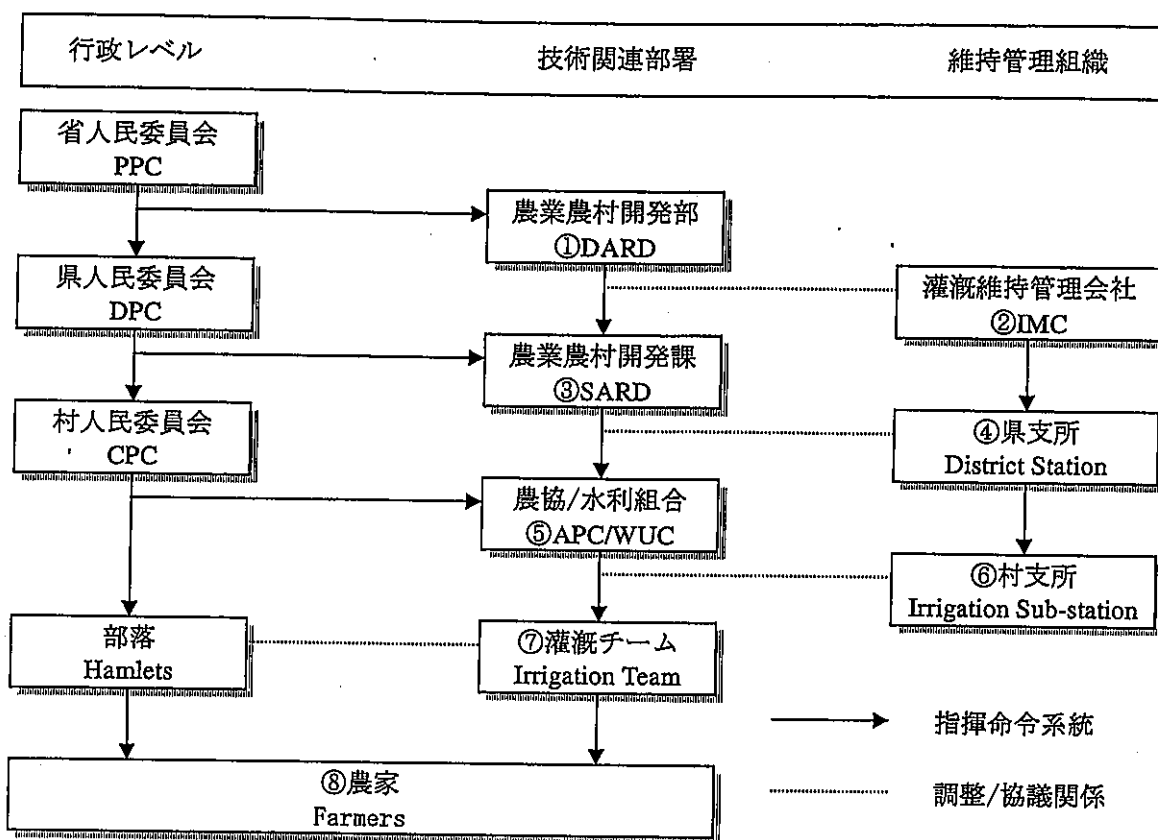 行政レベル 技術関連部署 維持管理組織
省人民委員会
PPC
農業農村開発部
①DARD
県人民委員会
DPC
灌漑維持管理会社
②IMC
農業農村開発課
③SARD
村人民委員会
CPC
④県支所
District Station
農協/水利組合
⑤APC/WUC
⑥村支所
Irrigation Sub-station
部落
Hamlets
⑦灌漑チーム
Irrigation Team
指揮命令系統
⑧農家
Farmers
調整/協議関係